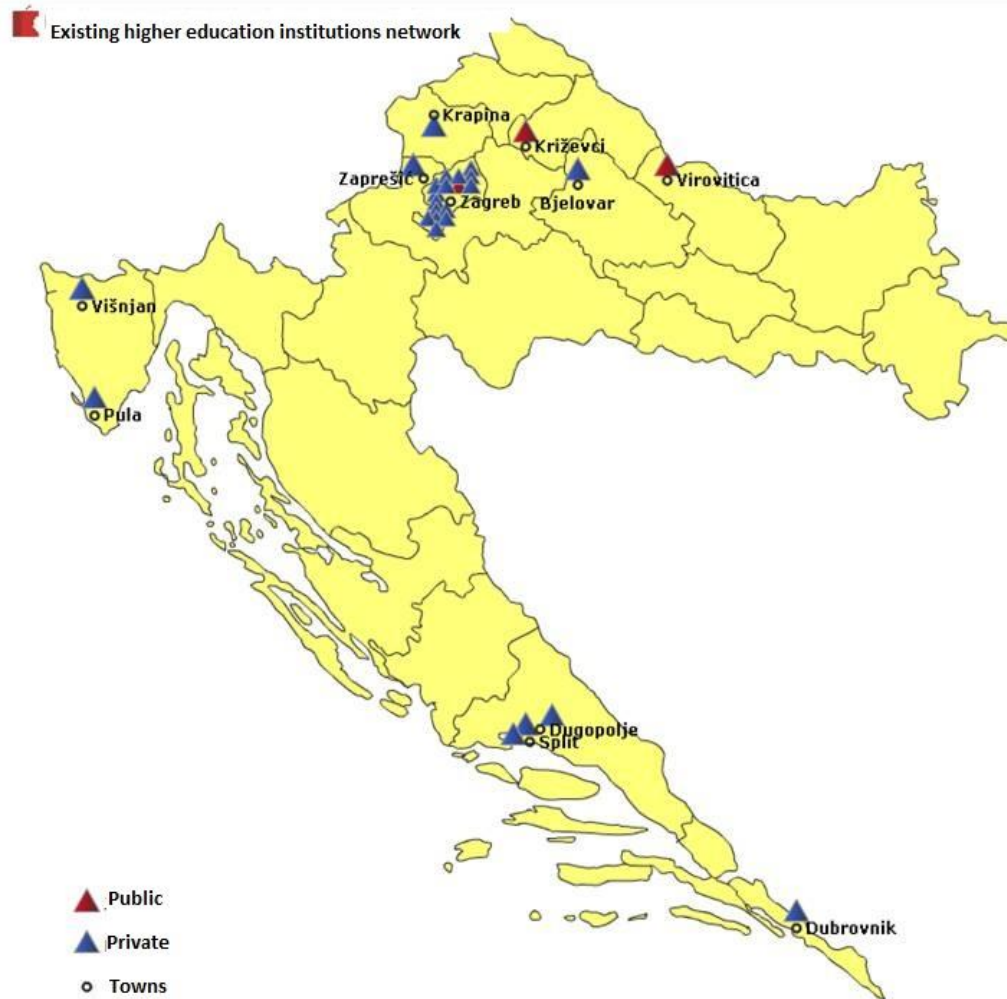 Existing higher education institutions network
Krapina
Križevci
Zaprešić
Virovitica
Zagreb
Bjelovar
Višnjan
Pula
Dugopolje
Split
Public
Dubrovnik
Private
Towns